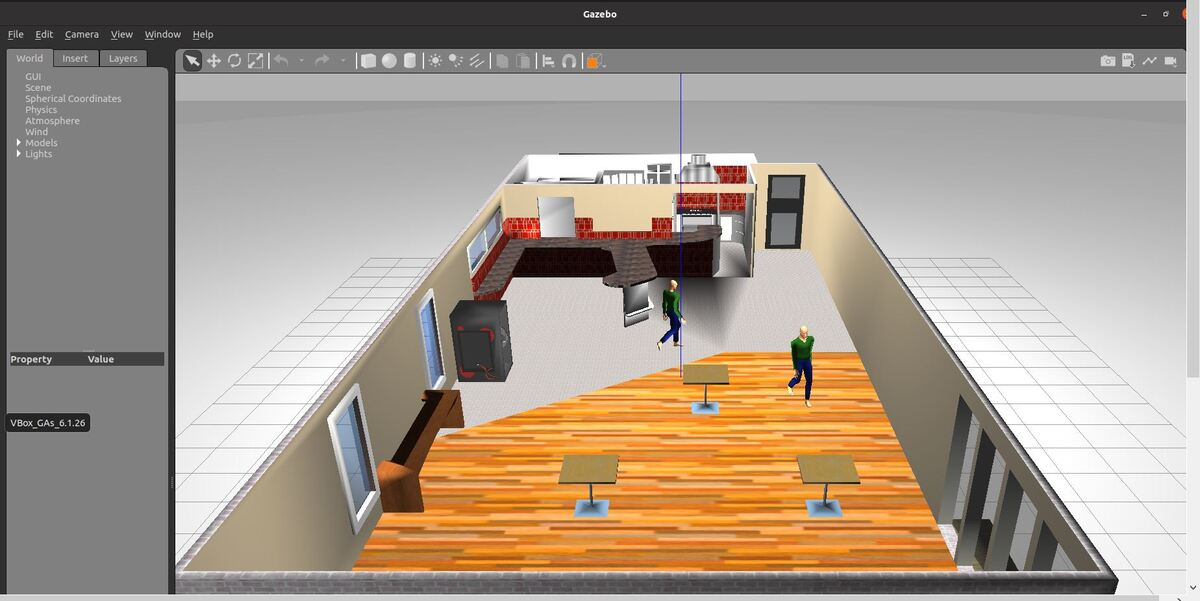 Gazebo
File Edit Camera View Window Help
World Insert Layers
GUI
Scene
Spherical Coordinates
Physics
Atmosphere
Wind
Models
Lights
Property Value
VBox_GAs_6.1.26